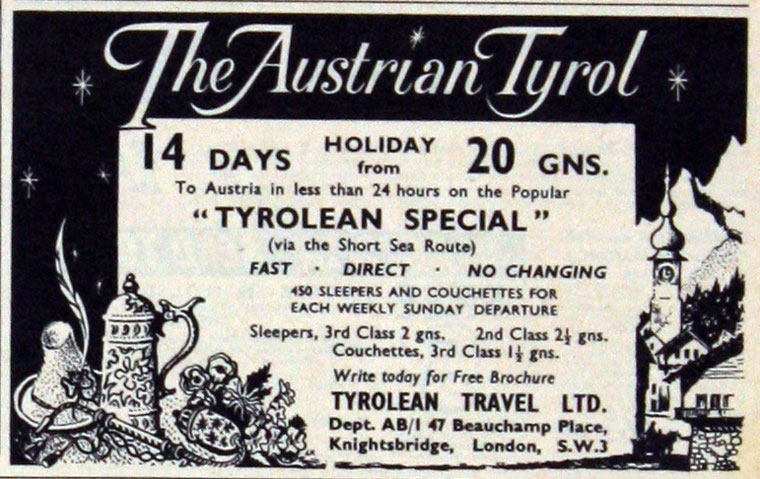 The Austrian Tyrol
14 DAYS HOLIDAY from 20 GNS.
To Austria in less than 24 hours on the Popular
"TYROLEAN SPECIAL"
(via the Short Sea Route)
FAST · DIRECT · NO CHANGING
450 SLEEPERS AND COUCHETTES FOR
EACH WEEKLY SUNDAY DEPARTURE
Sleepers, 3rd Class 2 gns. 2nd Class 2½ gns.
Couchettes, 3rd Class 1½ gns.
Write today for Free Brochure
TYROLEAN TRAVEL LTD.
Dept. AB/1 47 Beauchamp Place,
Knightsbridge, London, S.W.3